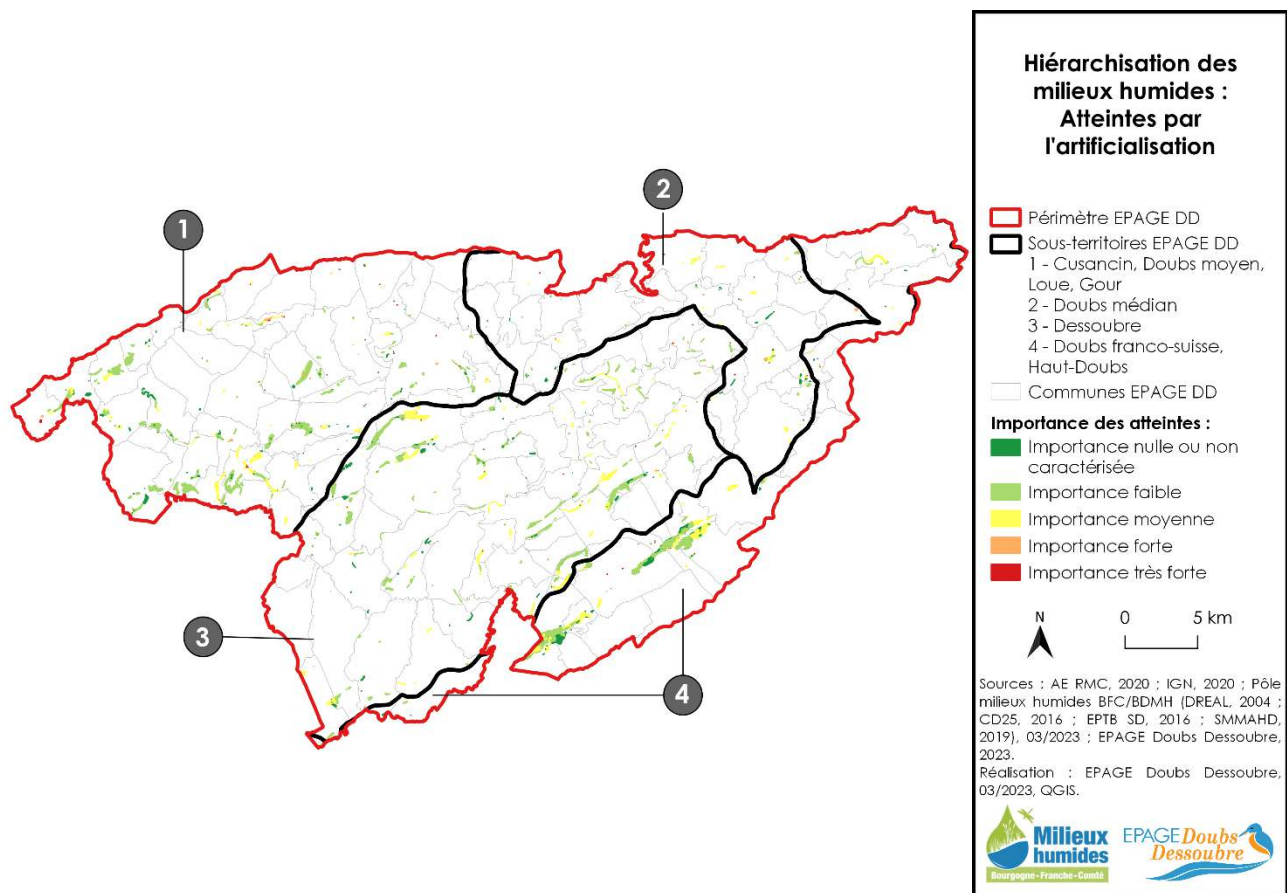 1
2
3
4
Hiérarchisation des
milieux humides :
Atteintes par
l'artificialisation
Périmètre EPAGE DD
Sous-territoires EPAGE DD
1 - Cusancin, Doubs moyen,
Loue, Gour
2 - Doubs médian
3 - Dessoubre
4 - Doubs franco-suisse,
Haut-Doubs
Communes EPAGE DD
Importance des atteintes :
Importance nulle ou non
caractérisée
Importance faible
Importance moyenne
Importance forte
Importance très forte
N
0 5 km
Sources : AE RMC, 2020 ; IGN, 2020 ; Pôle
milieux humides BFC/BDMH (DREAL, 2004 ;
CD25, 2016 ; EPTB SD, 2016 ; SMMAHD,
2019), 03/2023 ; EPAGE Doubs Dessoubre,
2023.
Réalisation : EPAGE Doubs Dessoubre,
03/2023, QGIS.
Milieux
humides
Bourgogne-Franche-Comté
EPAGE Doubs
Dessoubre